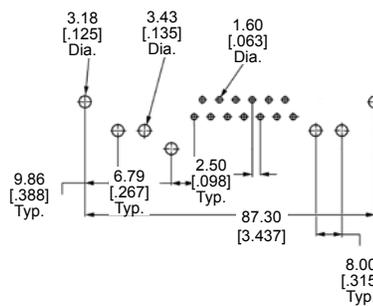 3.18
[.125]
Dia.
3.43
[.135]
Dia.
1.60
[.063]
Dia.
9.86
[.388]
Typ.
6.79
[.267]
Typ.
2.50
[.098]
Typ.
87.30
[3.437]
8.00
[.315
Typ